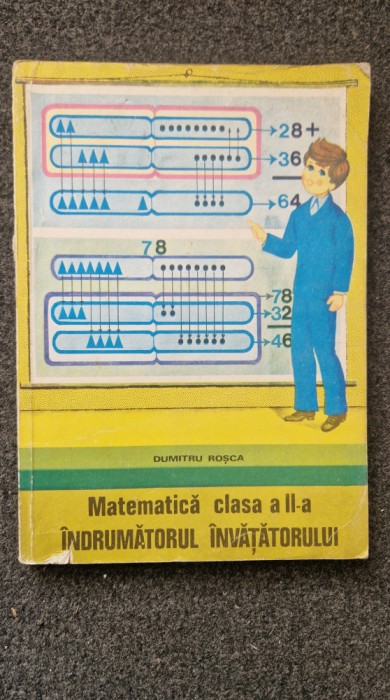 28+
36
64
78
78
32
46
DUMITRU ROȘCA
Matematică clasa a II-a
ÎNDRUMĂTORUL ÎNVĂȚĂTORULUI